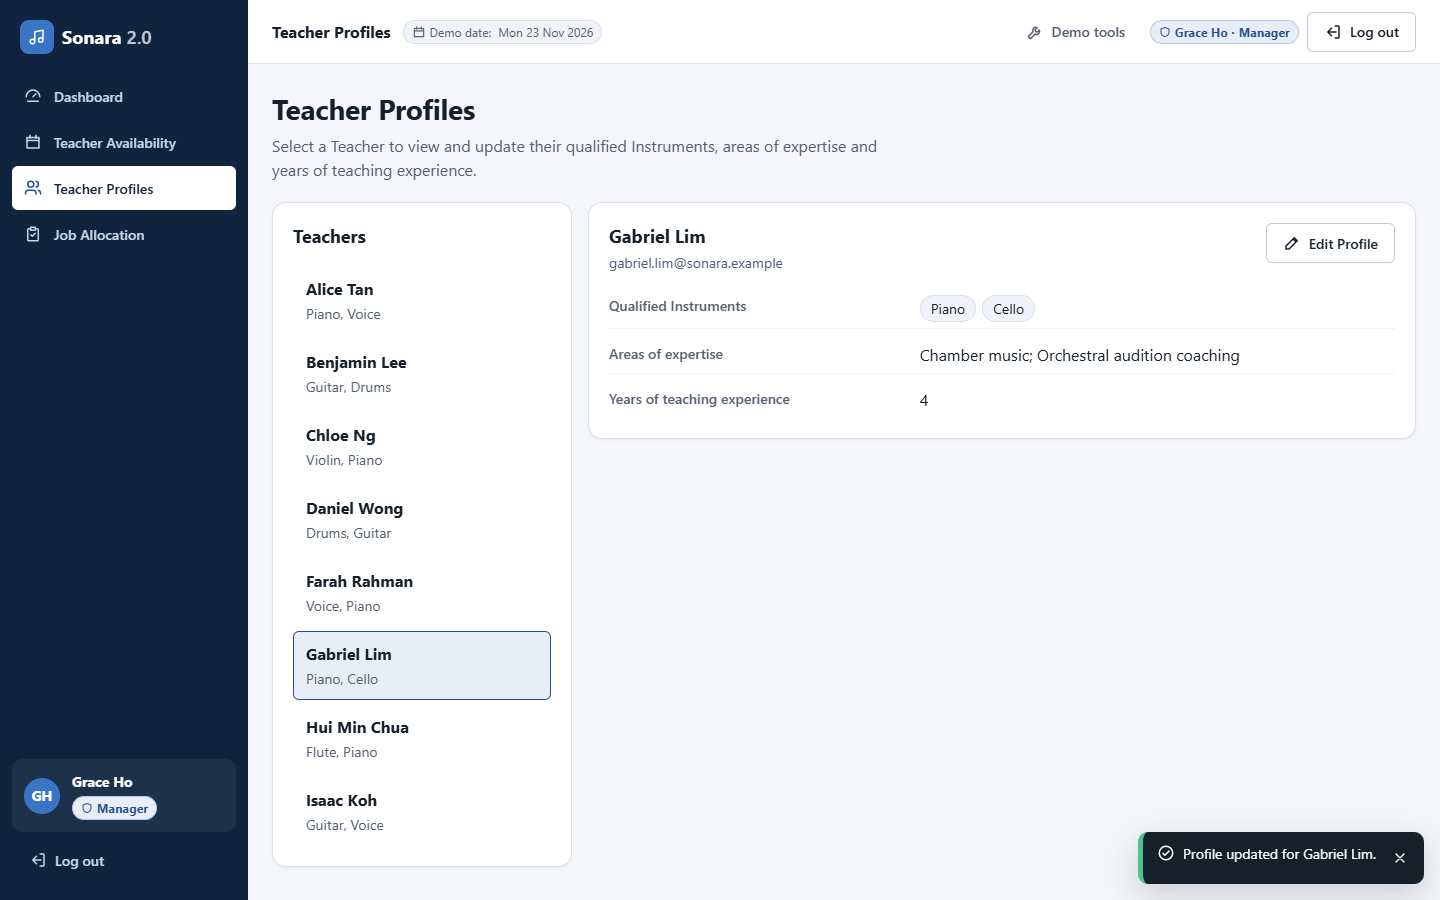 Sonara 2.0
Dashboard
Teacher Availability
Teacher Profiles
Job Allocation
GH
Grace Ho
Manager
Log out
Teacher Profiles
Demo date: Mon 23 Nov 2026
Demo tools
Grace Ho · Manager
Log out
Teacher Profiles
Select a Teacher to view and update their qualified Instruments, areas of expertise and
years of teaching experience.
Teachers
Alice Tan
Piano, Voice
Benjamin Lee
Guitar, Drums
Chloe Ng
Violin, Piano
Daniel Wong
Drums, Guitar
Farah Rahman
Voice, Piano
Gabriel Lim
Piano, Cello
Hui Min Chua
Flute, Piano
Isaac Koh
Guitar, Voice
Gabriel Lim
gabriel.lim@sonara.example
Edit Profile
Qualified Instruments
Piano
Cello
Areas of expertise
Chamber music; Orchestral audition coaching
Years of teaching experience
4
Profile updated for Gabriel Lim.